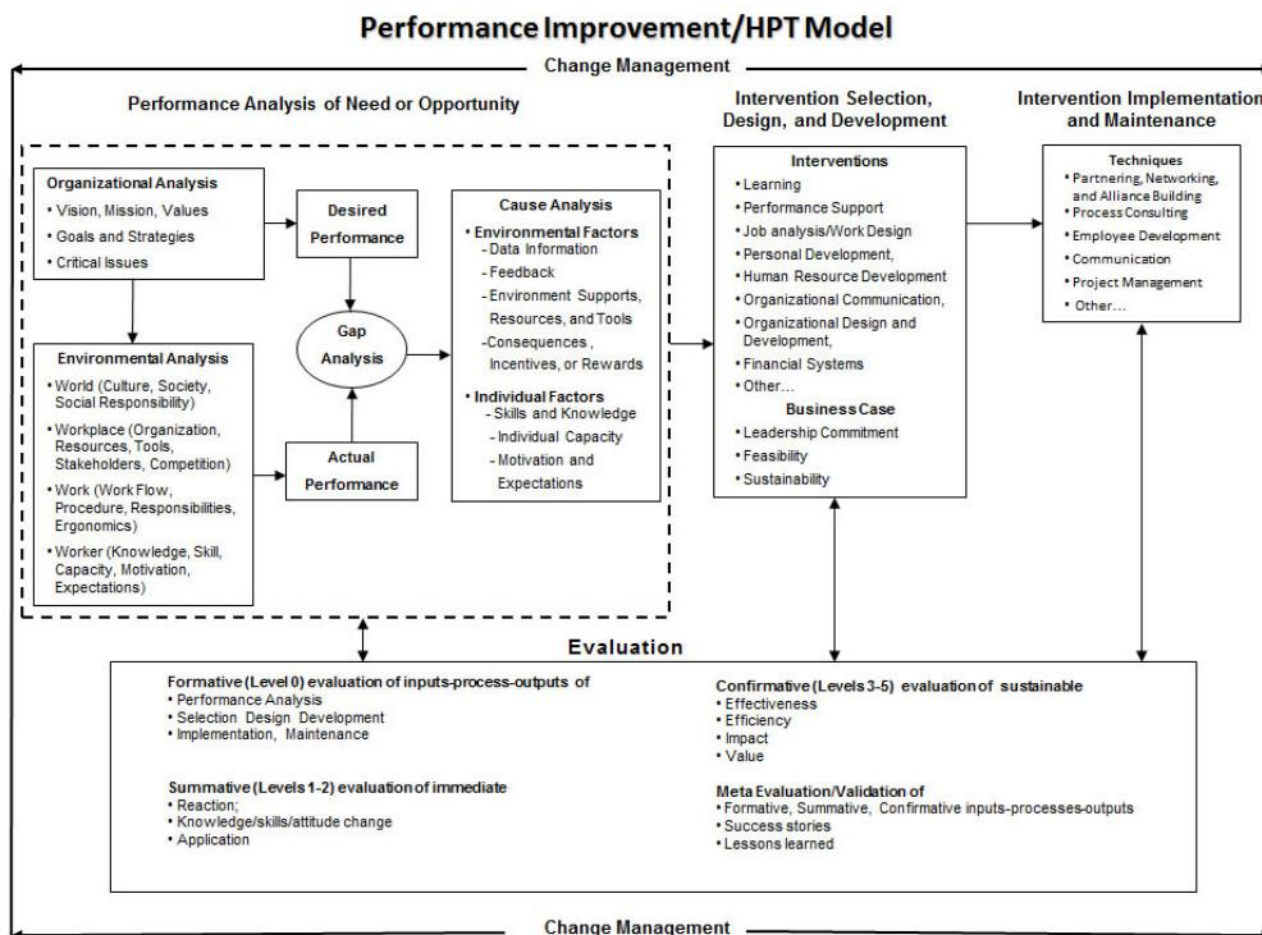 Performance Improvement/HPT Model
Change Management
Performance Analysis of Need or Opportunity
Organizational Analysis
• Vision, Mission, Values
• Goals and Strategies
• Critical Issues
Environmental Analysis
• World (Culture, Society,
Social Responsibility)
• Workplace (Organization,
Resources, Tools,
Stakeholders, Competition)
• Work (Work Flow,
Procedure, Responsibilities,
Ergonomics)
• Worker (Knowledge, Skill,
Capacity, Motivation,
Expectations)
Desired
Performance
Gap
Analysis
Actual
Performance
Cause Analysis
• Environmental Factors
- Data Information
- Feedback
- Environment Supports,
Resources, and Tools
- Consequences ,
Incentives, or Rewards
• Individual Factors
- Skills and Knowledge
- Individual Capacity
- Motivation and
Expectations
Intervention Selection,
Design, and Development
Interventions
• Learning
• Performance Support
• Job analysis/Work Design
• Personal Development,
• Human Resource Development
• Organizational Communication,
• Organizational Design and
Development,
• Financial Systems
• Other...
Business Case
• Leadership Commitment
• Feasibility
• Sustainability
Intervention Implementation
and Maintenance
Techniques
• Partnering, Networking,
and Alliance Building
• Process Consulting
• Employee Development
• Communication
• Project Management
• Other...
Evaluation
Formative (Level 0) evaluation of inputs-process-outputs of
• Performance Analysis
• Selection Design Development
• Implementation, Maintenance
Summative (Levels 1-2) evaluation of immediate
• Reaction;
• Knowledge/skills/attitude change
• Application
Confirmative (Levels 3-5) evaluation of sustainable
• Effectiveness
• Efficiency
• Impact
• Value
Meta Evaluation/Validation of
• Formative, Summative, Confirmative inputs-processes-outputs
• Success stories
• Lessons learned
Change Management